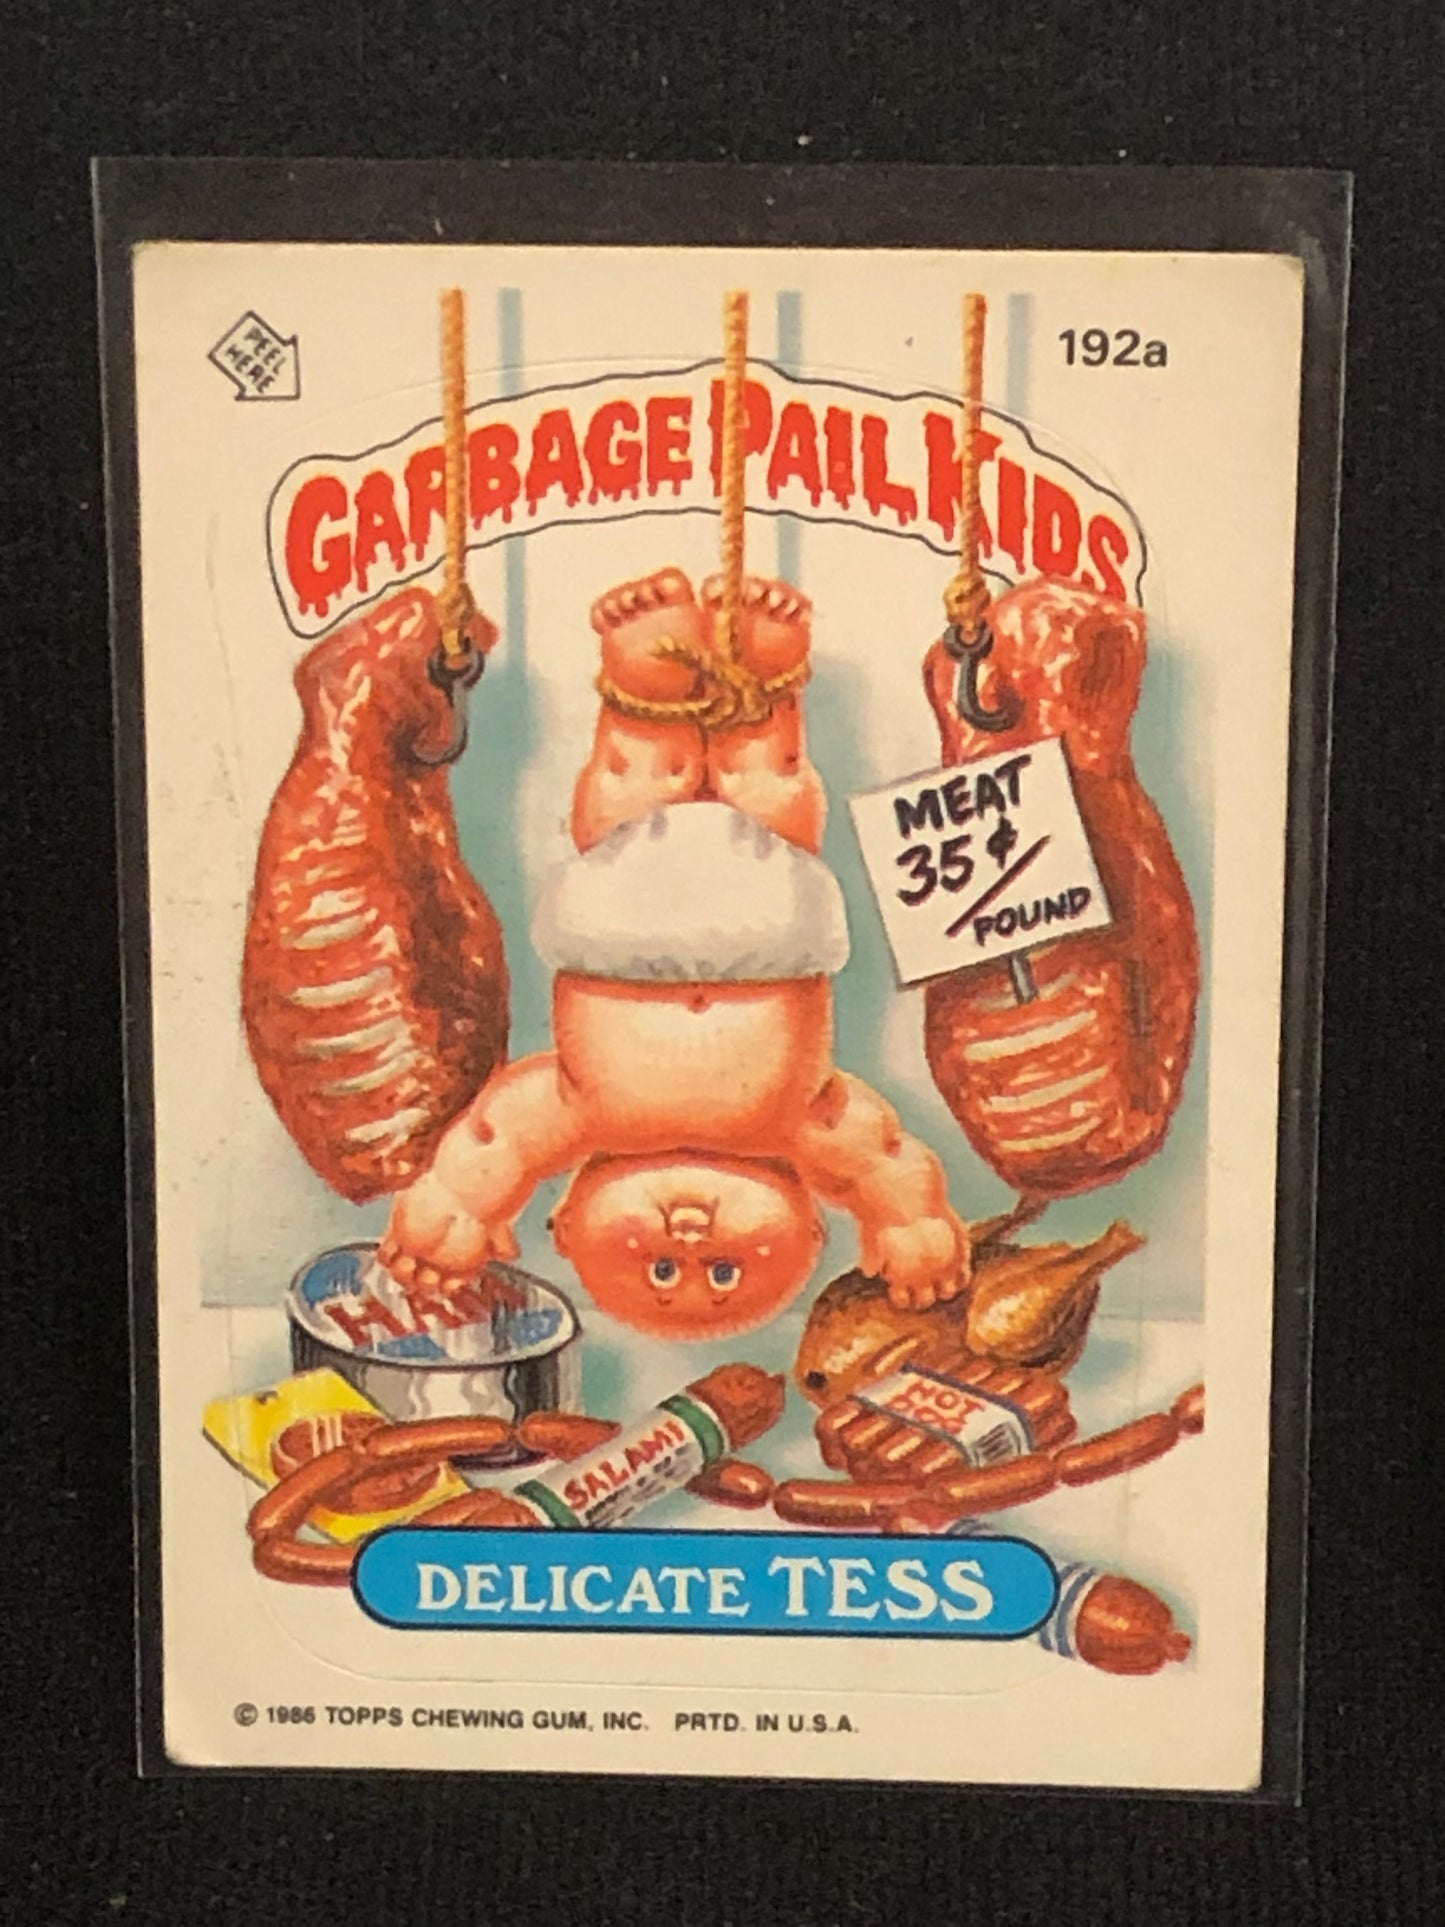 PEEL
HERE
192a
GARBAGE PAIL KIDS
MEAT
35¢/
POUND
HAM
HOT
DOG
SALAMI
DELICATE TESS
© 1986 TOPPS CHEWING GUM, INC. PRTD. IN U.S.A.